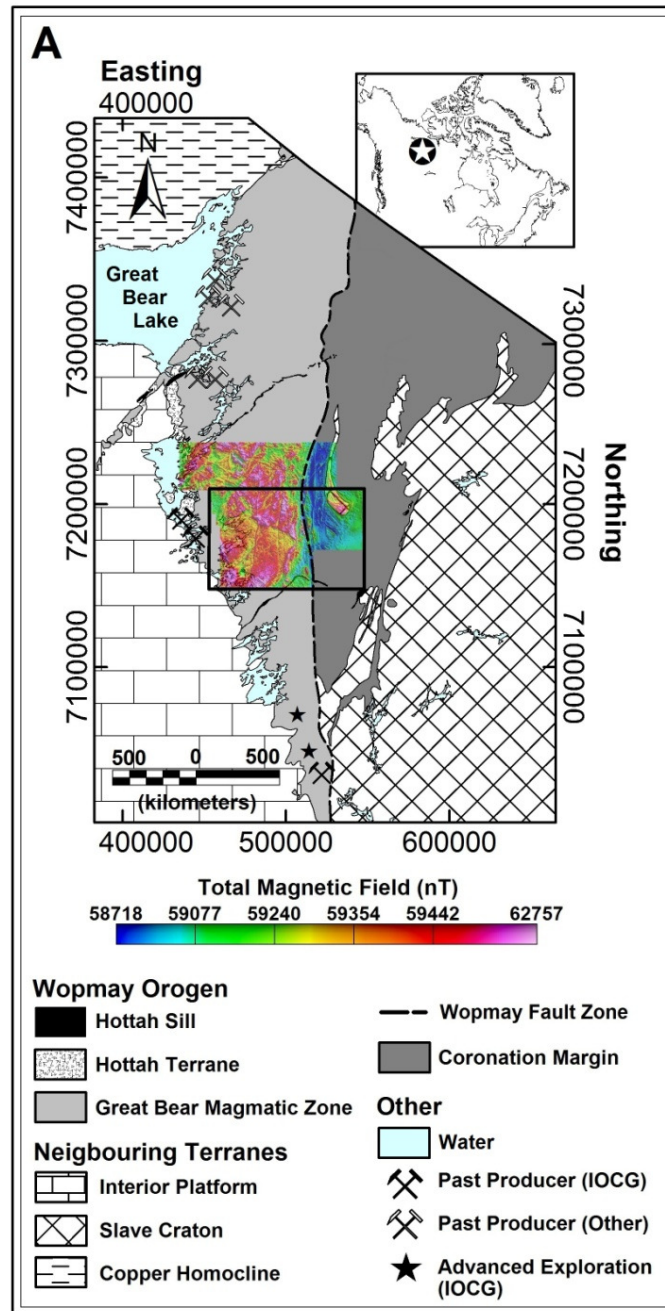 A
Easting
400000
N
7400000
Great
Bear
Lake
7300000
7300000
Northing
7200000
7200000
7100000
7100000
500 0 500
(kilometers)
400000 500000 600000
Total Magnetic Field (nT)
58718 59077 59240 59354 59442 62757
Wopmay Orogen
Hottah Sill
Hottah Terrane
Great Bear Magmatic Zone
Neigbouring Terranes
Interior Platform
Slave Craton
Copper Homocline
Wopmay Fault Zone
Coronation Margin
Other
Water
Past Producer (IOCG)
Past Producer (Other)
Advanced Exploration
(IOCG)